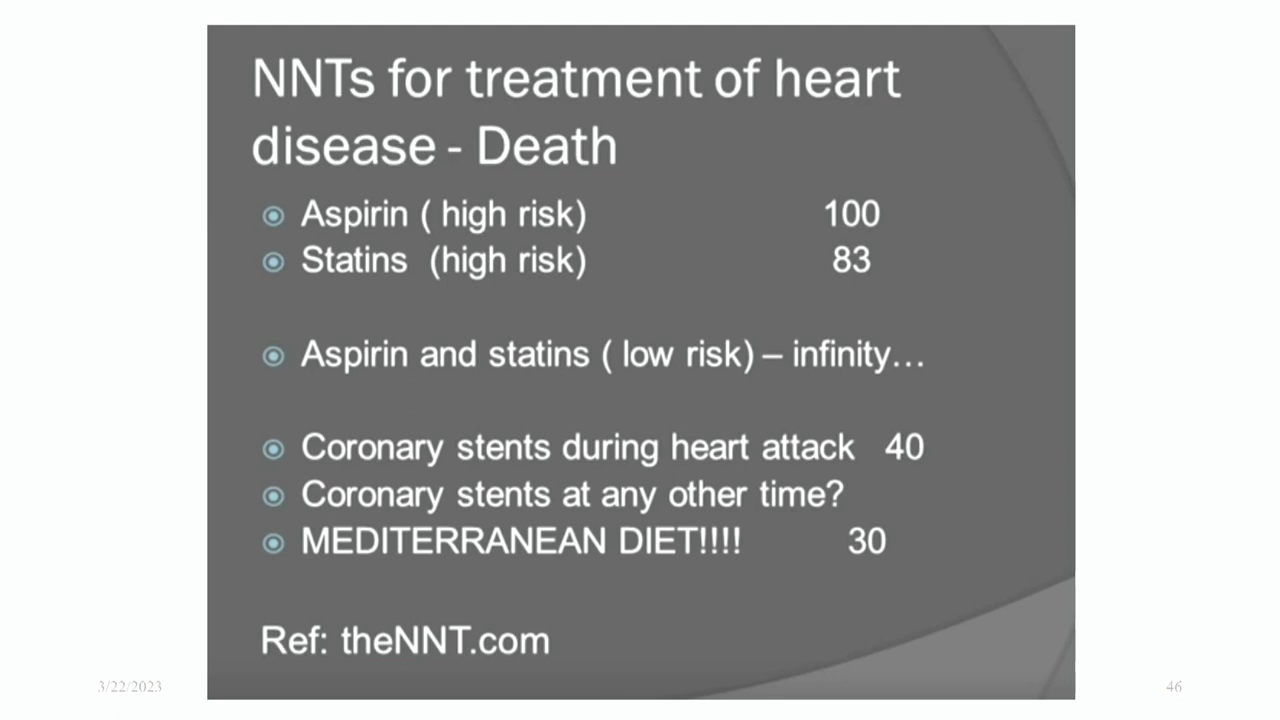 NNTs for treatment of heart
disease - Death
Aspirin ( high risk) 100
Statins (high risk) 83
Aspirin and statins ( low risk) – infinity…
Coronary stents during heart attack 40
Coronary stents at any other time?
MEDITERRANEAN DIET!!!! 30
Ref: theNNT.com
3/22/2023 46